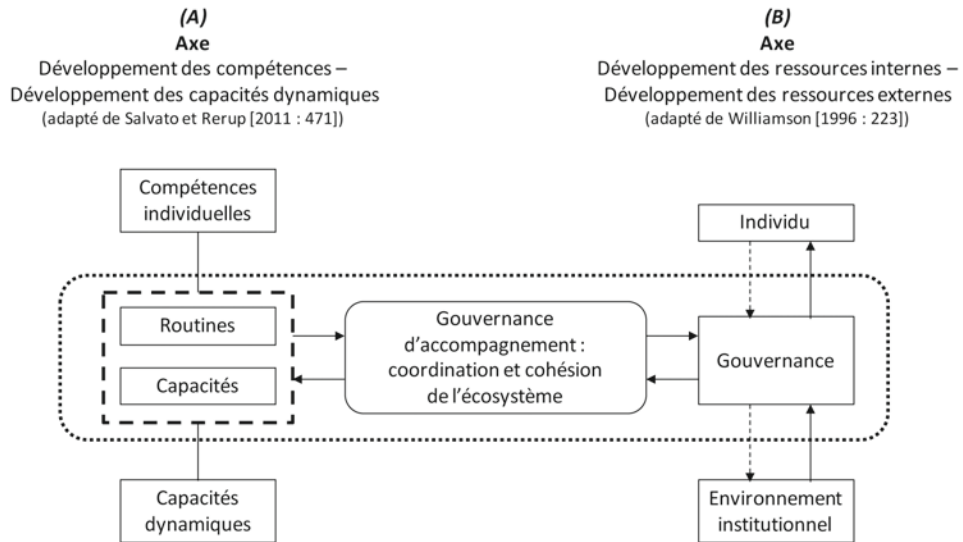 (A)
Axe
Développement des compétences –
Développement des capacités dynamiques
(adapté de Salvato et Rerup [2011 : 471])
(B)
Axe
Développement des ressources internes –
Développement des ressources externes
(adapté de Williamson [1996 : 223])
Compétences
individuelles
Individu
Routines
Capacités
Gouvernance
d’accompagnement :
coordination et cohésion
de l’écosystème
Gouvernance
Capacités
dynamiques
Environnement
institutionnel